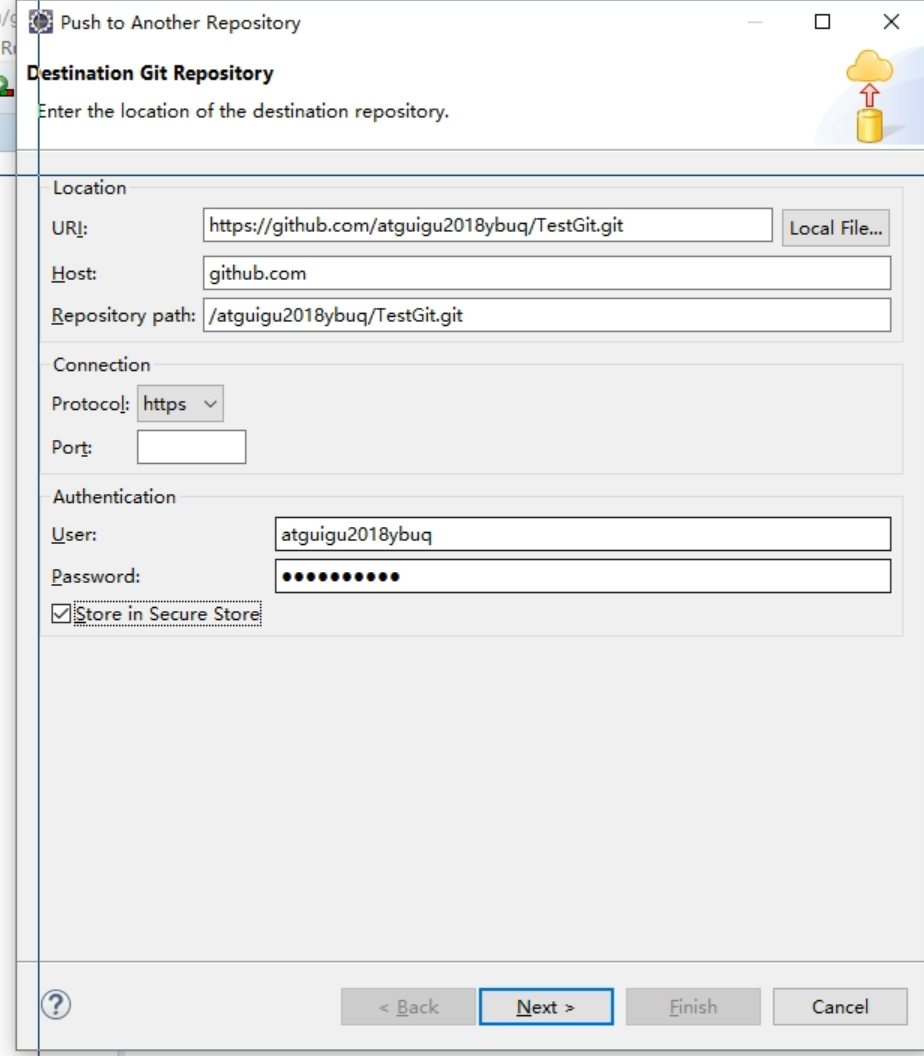 Push to Another Repository
Destination Git Repository
Enter the location of the destination repository.
Location
URI: https://github.com/atguigu2018ybuq/TestGit.git Local File...
Host: github.com
Repository path: /atguigu2018ybuq/TestGit.git
Connection
Protocol: https
Port:
Authentication
User: atguigu2018ybuq
Password: ●●●●●●●●●●
Store in Secure Store
< Back Next > Finish Cancel